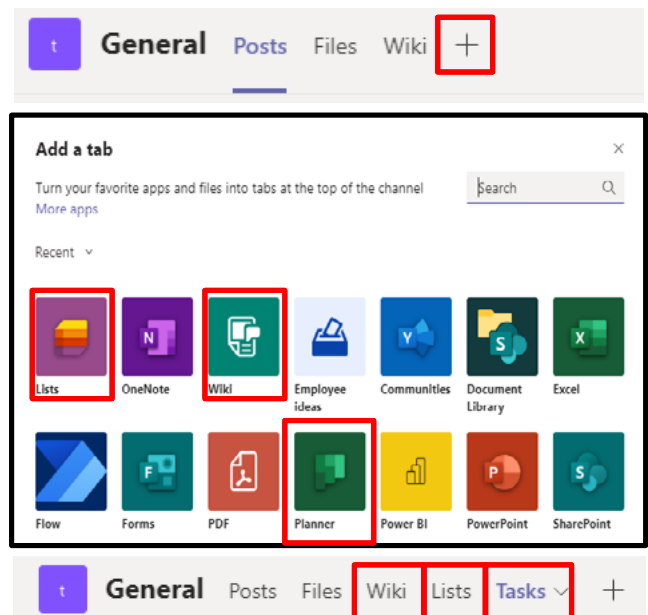 t General Posts Files Wiki +
Add a tab ×
Turn your favorite apps and files into tabs at the top of the channel Search
More apps
Recent
N Y S X
Lists OneNote Wiki Employee ideas Communities Document Library Excel
F P S
Flow Forms PDF Planner Power BI PowerPoint SharePoint
t General Posts Files Wiki Lists Tasks +